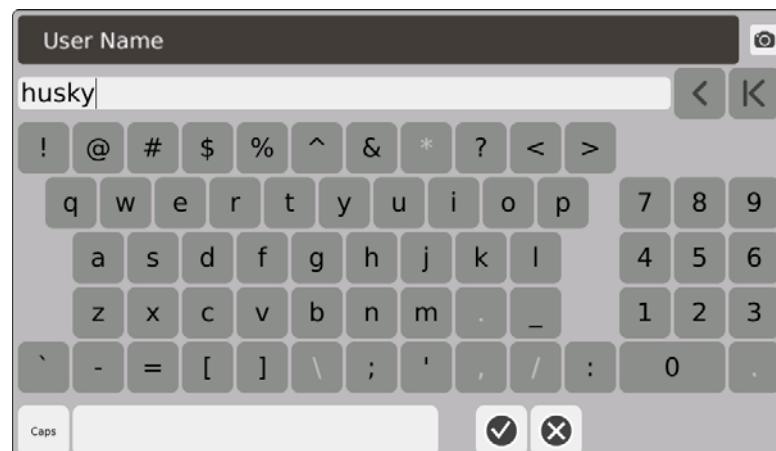 User Name
husky
! @ # $ % ^ & * ? < >
q w e r t y u i o p 7 8 9
a s d f g h j k l 4 5 6
z x c v b n m . _ 1 2 3
` - = [ ] \ ; ' , / : 0 .
Caps